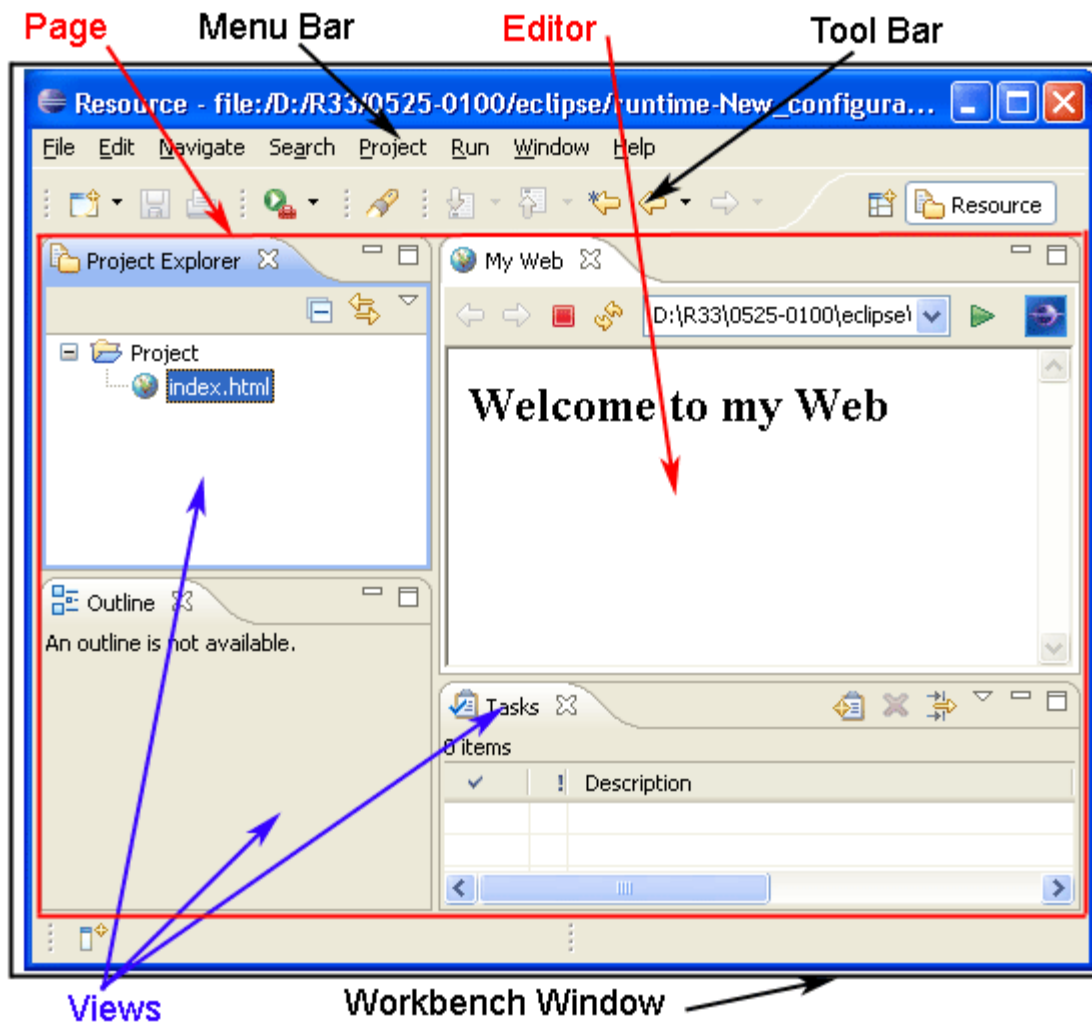 Page Menu Bar Editor Tool Bar
Resource - file:/D:/R33/0525-0100/eclipse/runtime-New_configura...
File Edit Navigate Search Project Run Window Help
Resource
Project Explorer
Project
index.html
My Web
D:\R33\0525-0100\eclipse\
Welcome to my Web
Outline
An outline is not available.
Tasks
0 items
! Description
Views Workbench Window